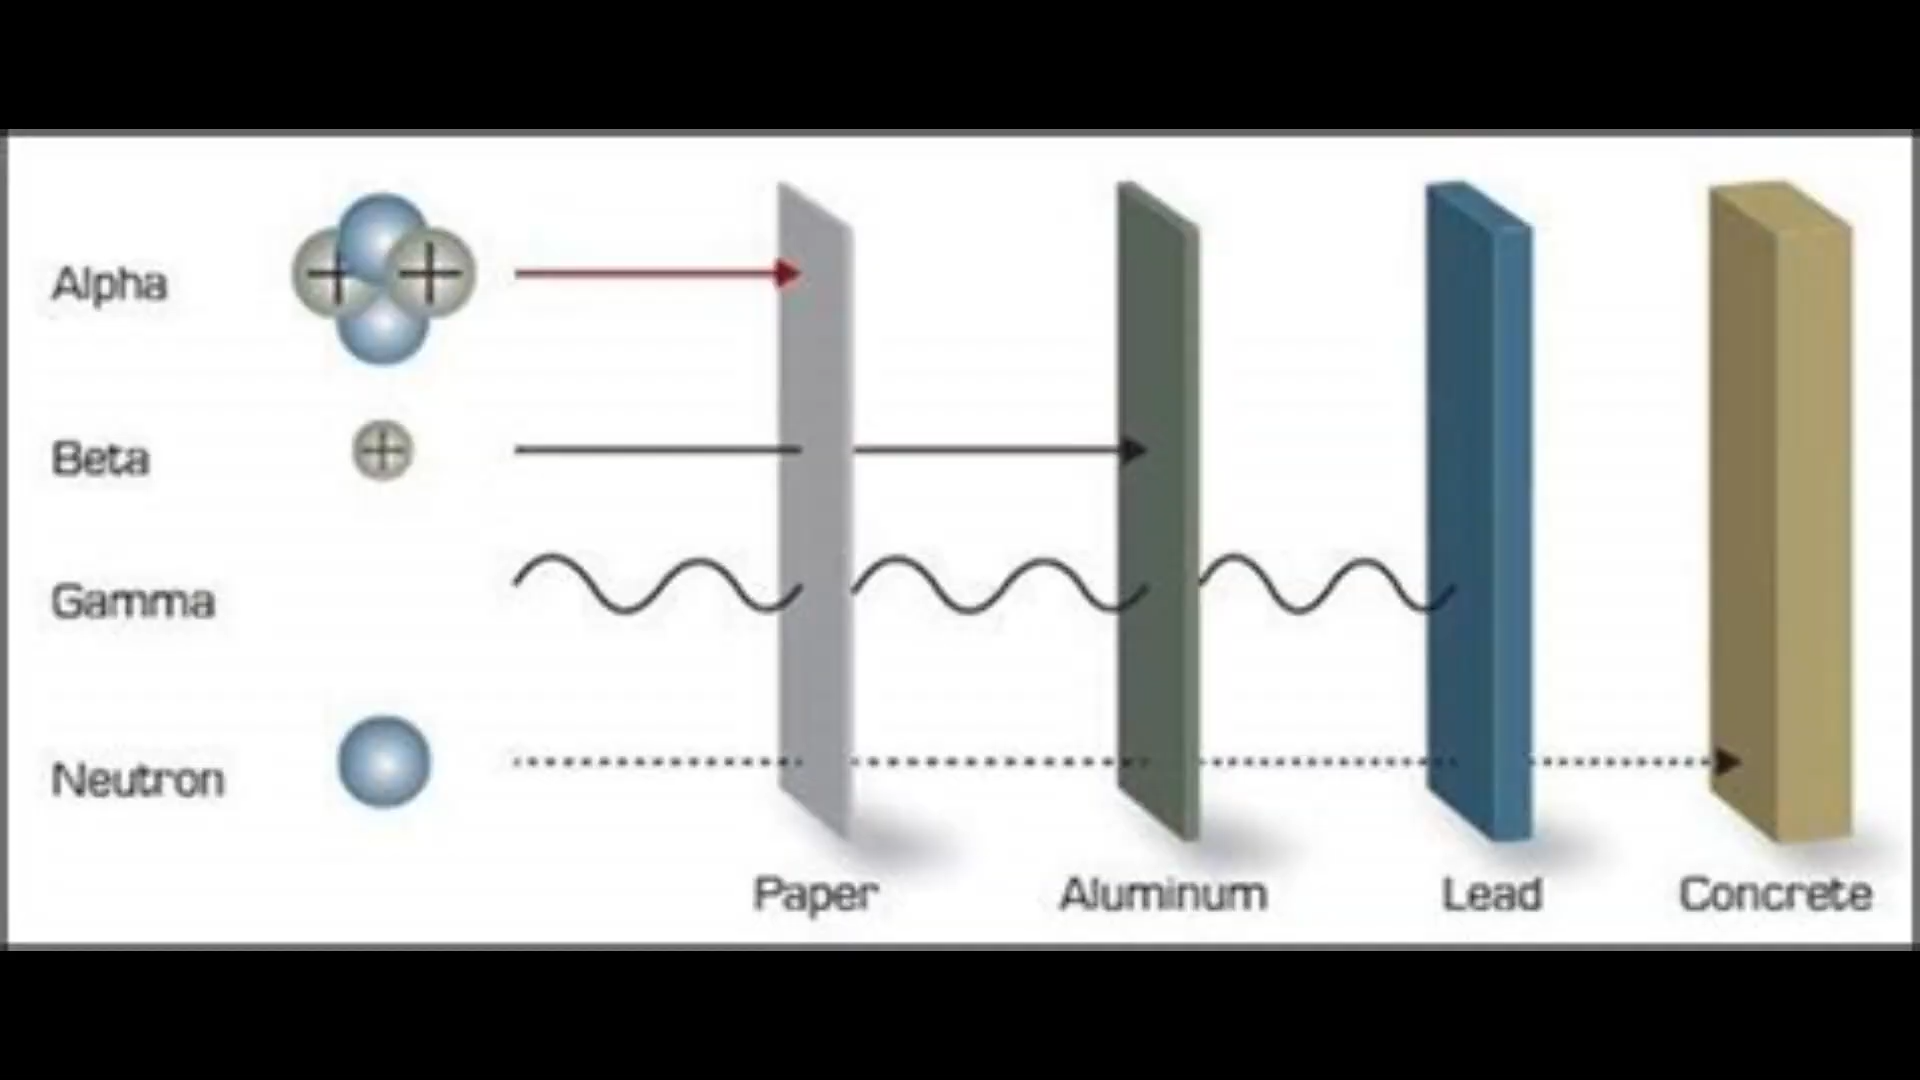 Alpha
Beta
Gamma
Neutron
Paper
Aluminum
Lead
Concrete